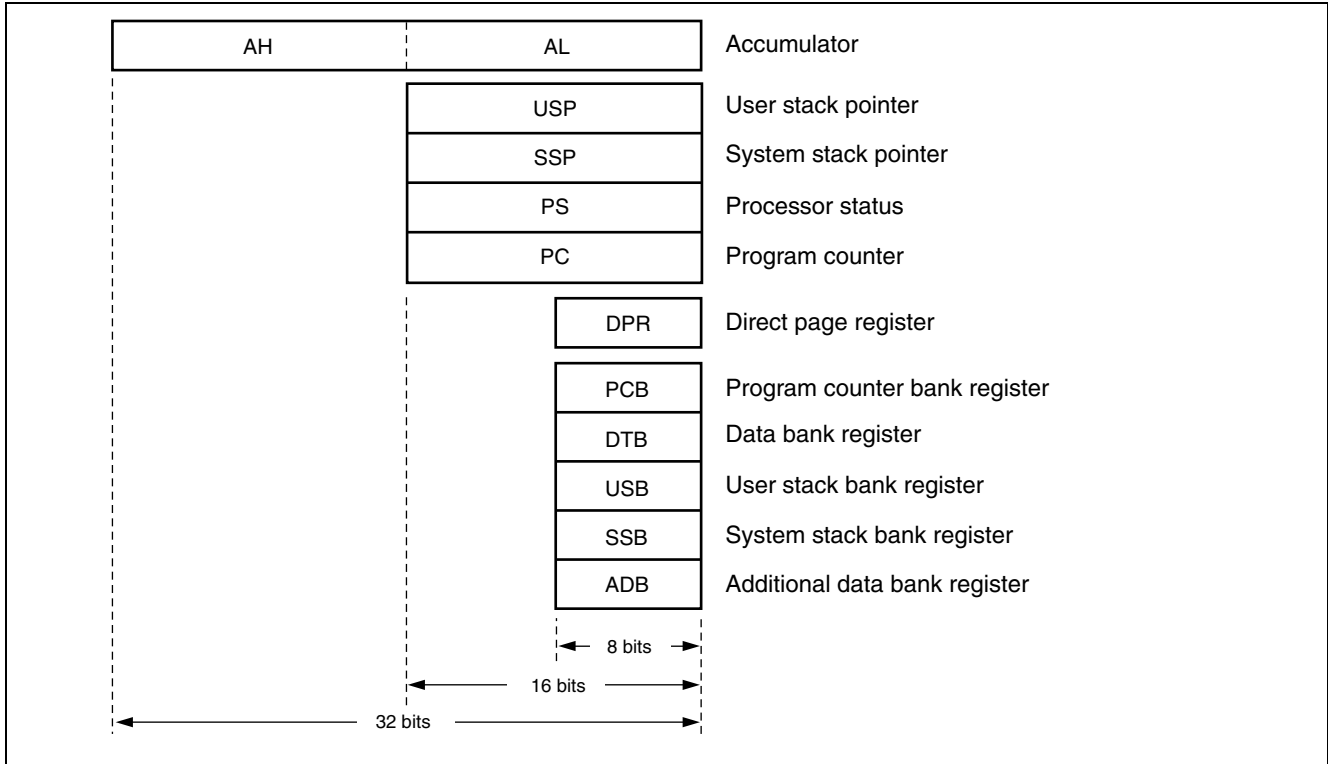 AH AL Accumulator
USP User stack pointer
SSP System stack pointer
PS Processor status
PC Program counter
DPR Direct page register
PCB Program counter bank register
DTB Data bank register
USB User stack bank register
SSB System stack bank register
ADB Additional data bank register
8 bits
16 bits
32 bits